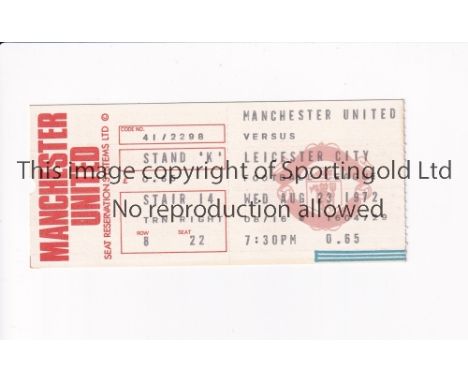 MANCHESTER
UNITED
SEAT RESERVATION SYSTEMS LTD ©
CODE NO.
41/2298
STAND 'K'
STAIR 14
ROW SEAT
8 22
MANCHESTER UNITED
VERSUS
LEICESTER CITY
WED AUG 23 1972
7:30PM 0.65
This image is copyright of Sportingold Ltd
No reproduction allowed